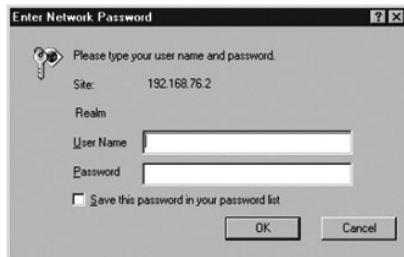 Enter Network Password
Please type your user name and password.
Site: 192.168.76.2
Realm
User Name
Password
Save this password in your password list
OK Cancel